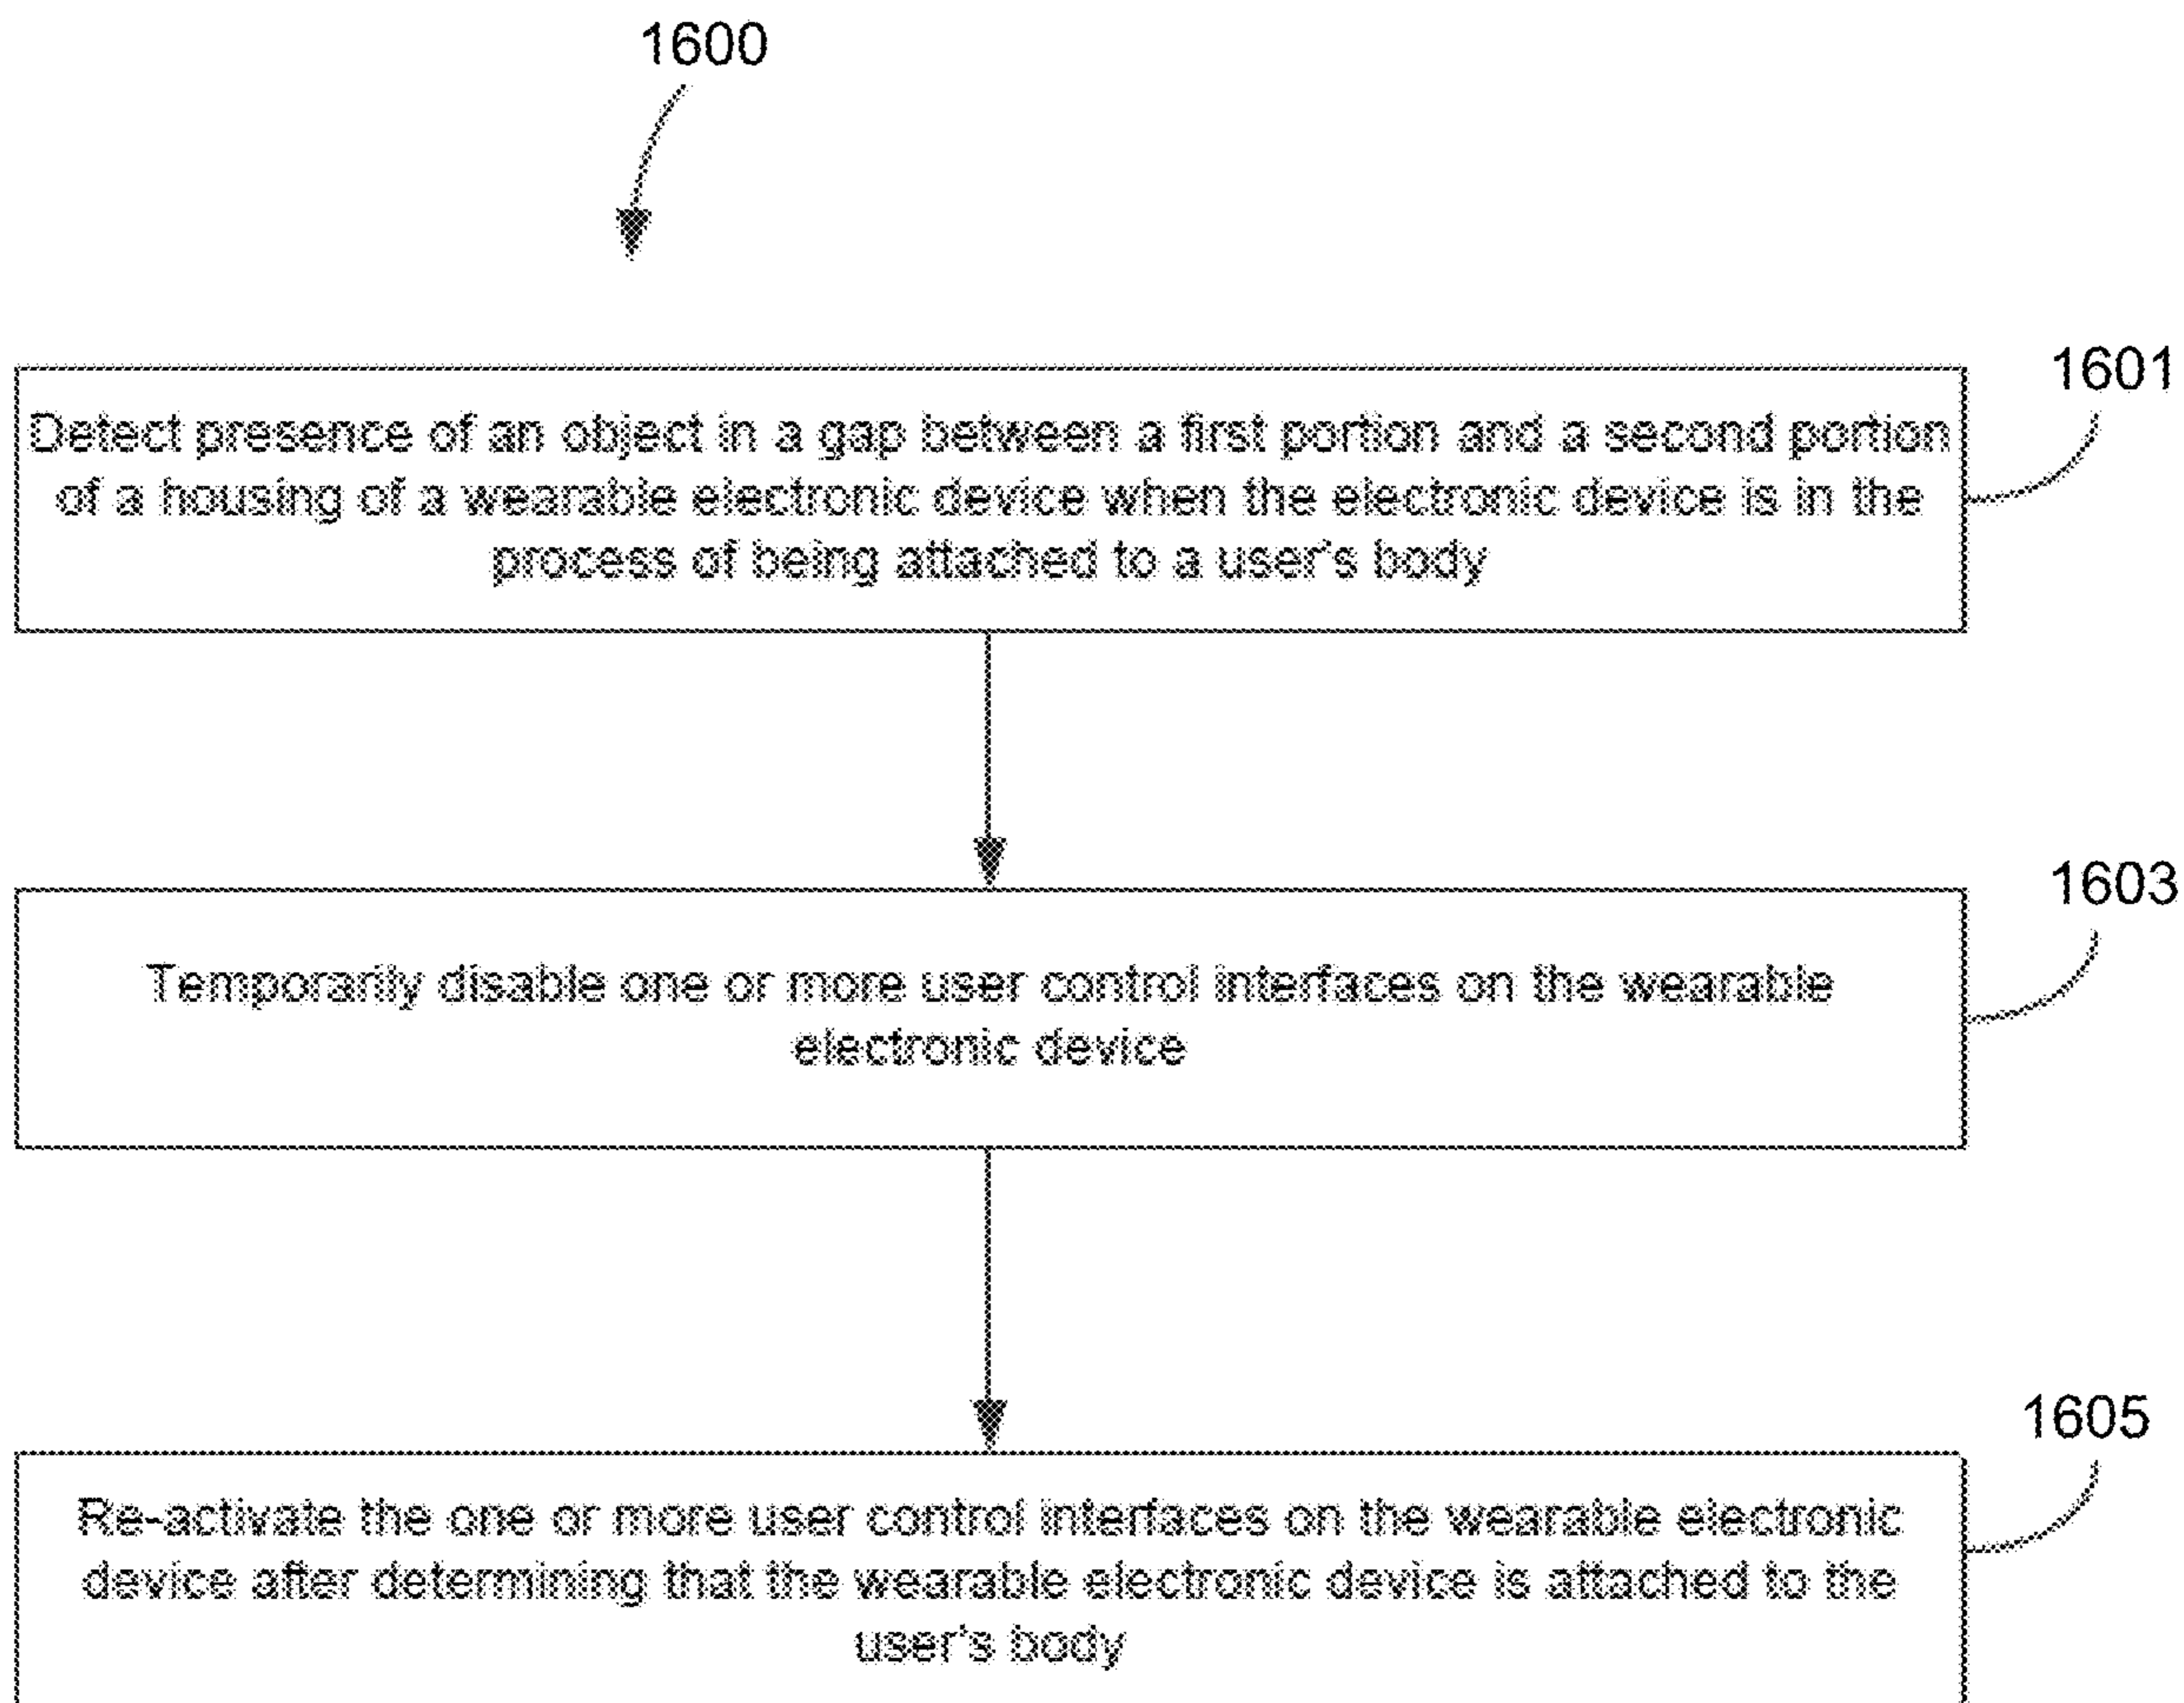 1600
1601
Detect presence of an object in a gap between a first portion and a second portion
of a housing of a wearable electronic device when the electronic device is in the
process of being attached to a user's body
1603
Temporarily disable one or more user control interfaces on the wearable
electronic device
1605
Re-activate the one or more user control interfaces on the wearable electronic
device after determining that the wearable electronic device is attached to the
user's body